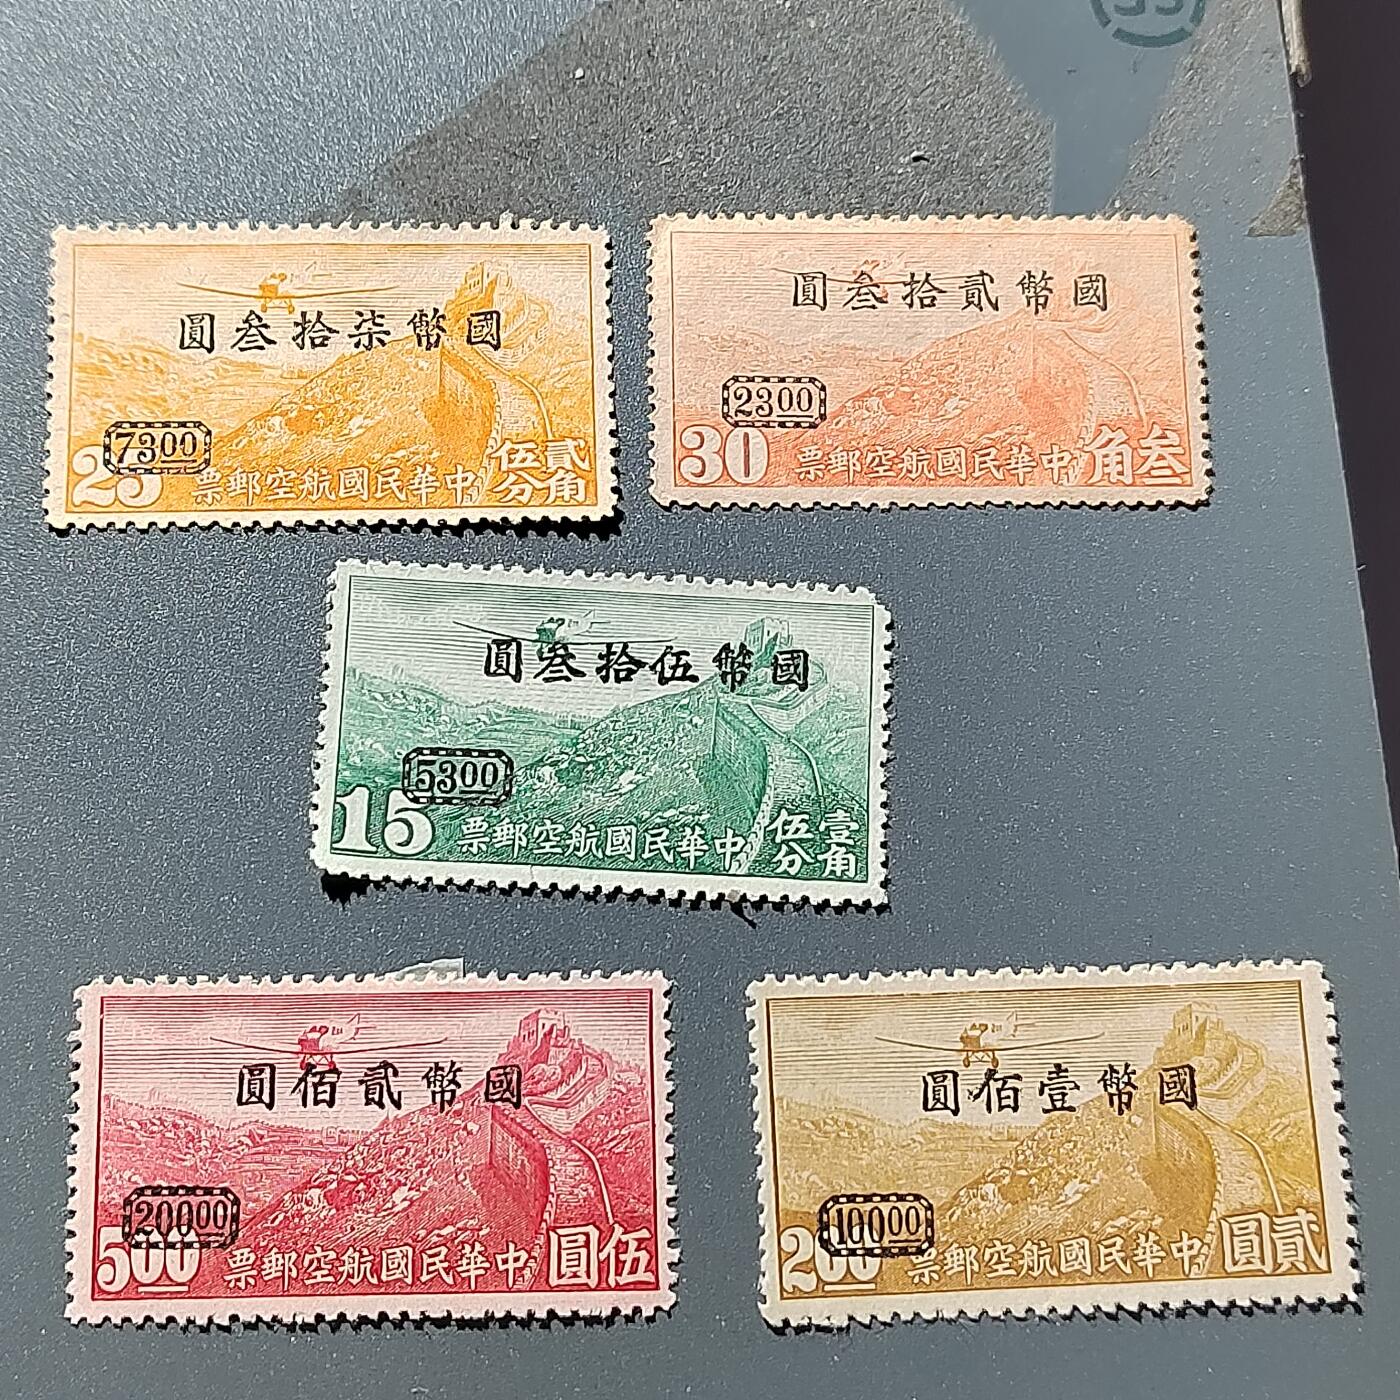 國幣柒拾叁圓
7300
25
中華民國航空郵票
貳角
伍分
國幣貳拾叁圓
2300
30
中華民國航空郵票
叁角
國幣伍拾叁圓
5300
15
中華民國航空郵票
壹角
伍分
國幣貳佰圓
20000
500
中華民國航空郵票
伍圓
國幣壹佰圓
10000
200
中華民國航空郵票
貳圓